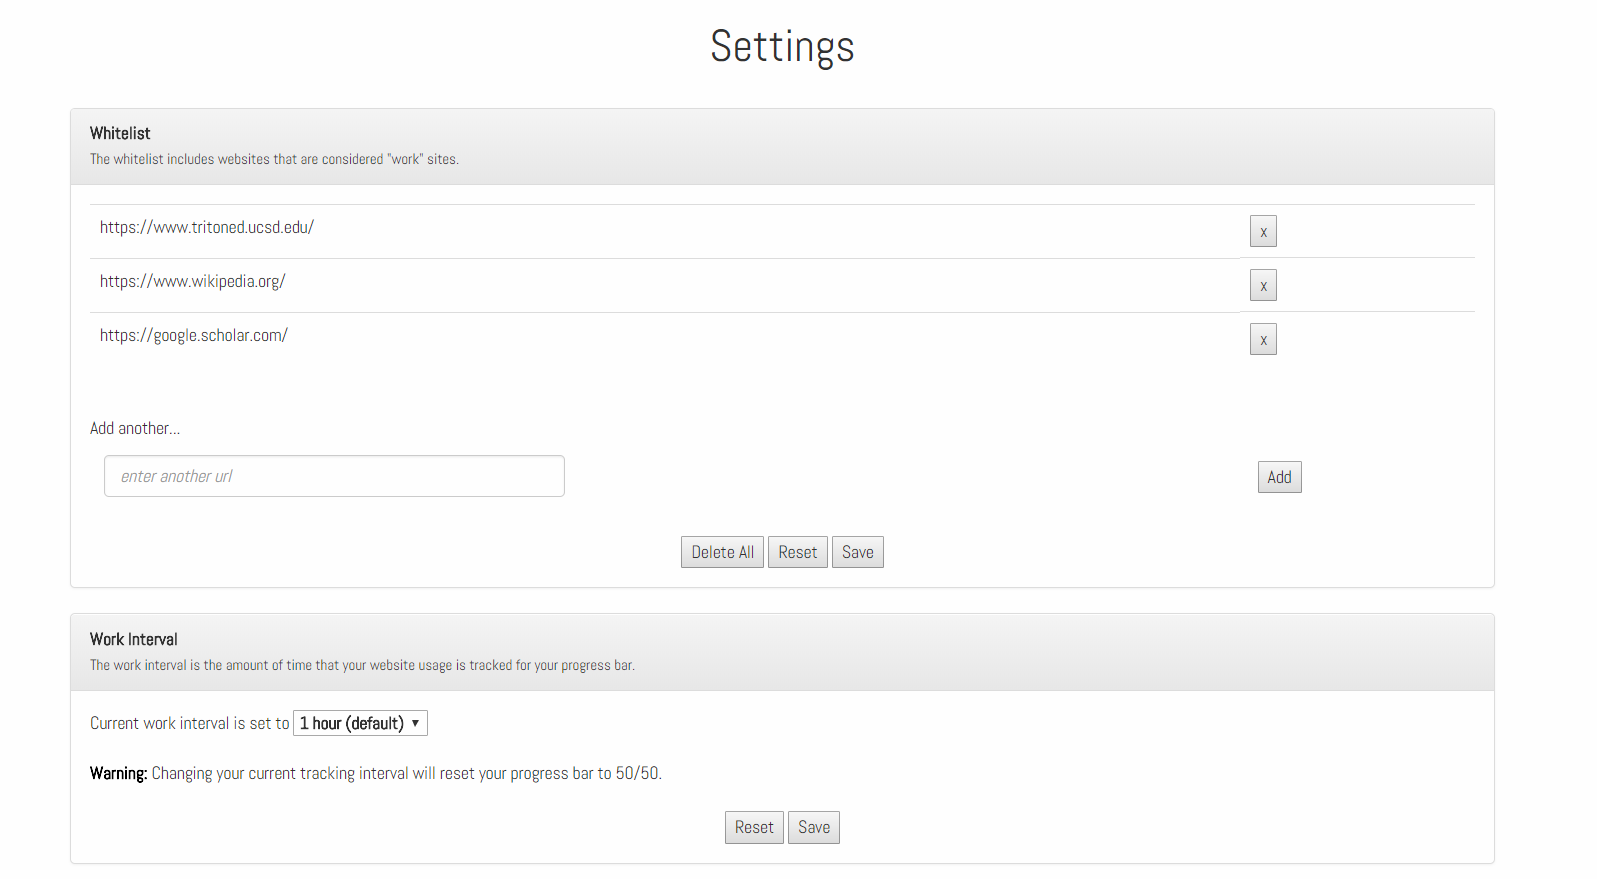 Settings
Whitelist
The whitelist includes websites that are considered "work" sites.
https://www.tritoned.ucsd.edu/ x
https://www.wikipedia.org/ x
https://google.scholar.com/ x
Add another...
enter another url Add
Delete All Reset Save
Work Interval
The work interval is the amount of time that your website usage is tracked for your progress bar.
Current work interval is set to 1 hour (default) ▼
Warning: Changing your current tracking interval will reset your progress bar to 50/50.
Reset Save